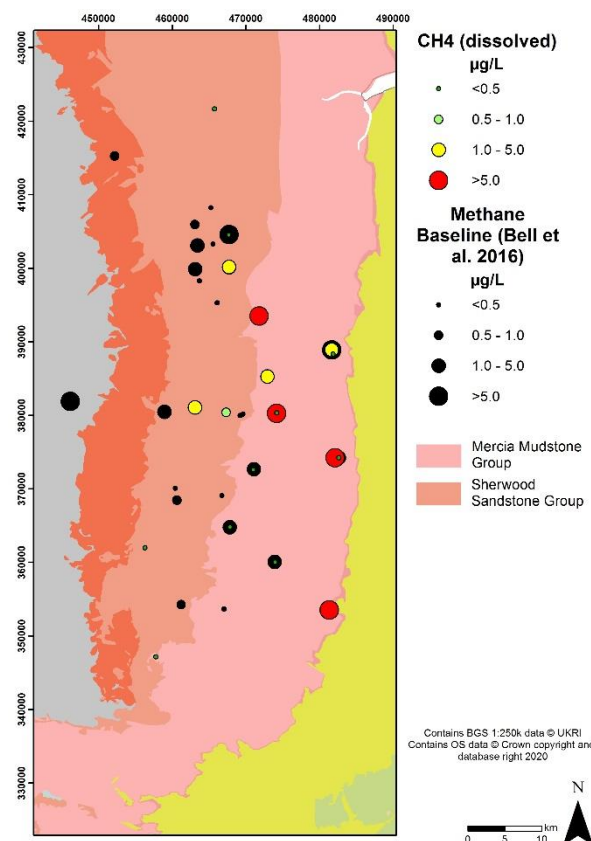 450000 460000 470000 480000 490000
430000
420000
410000
400000
390000
380000
370000
360000
350000
340000
330000
CH4 (dissolved)
µg/L
<0.5
0.5 - 1.0
1.0 - 5.0
>5.0
Methane
Baseline (Bell et
al. 2016)
µg/L
<0.5
0.5 - 1.0
1.0 - 5.0
>5.0
Mercia Mudstone
Group
Sherwood
Sandstone Group
Contains BGS 1:250k data © UKRI
Contains OS data © Crown copyright and
database right 2020
N
km
0 5 10